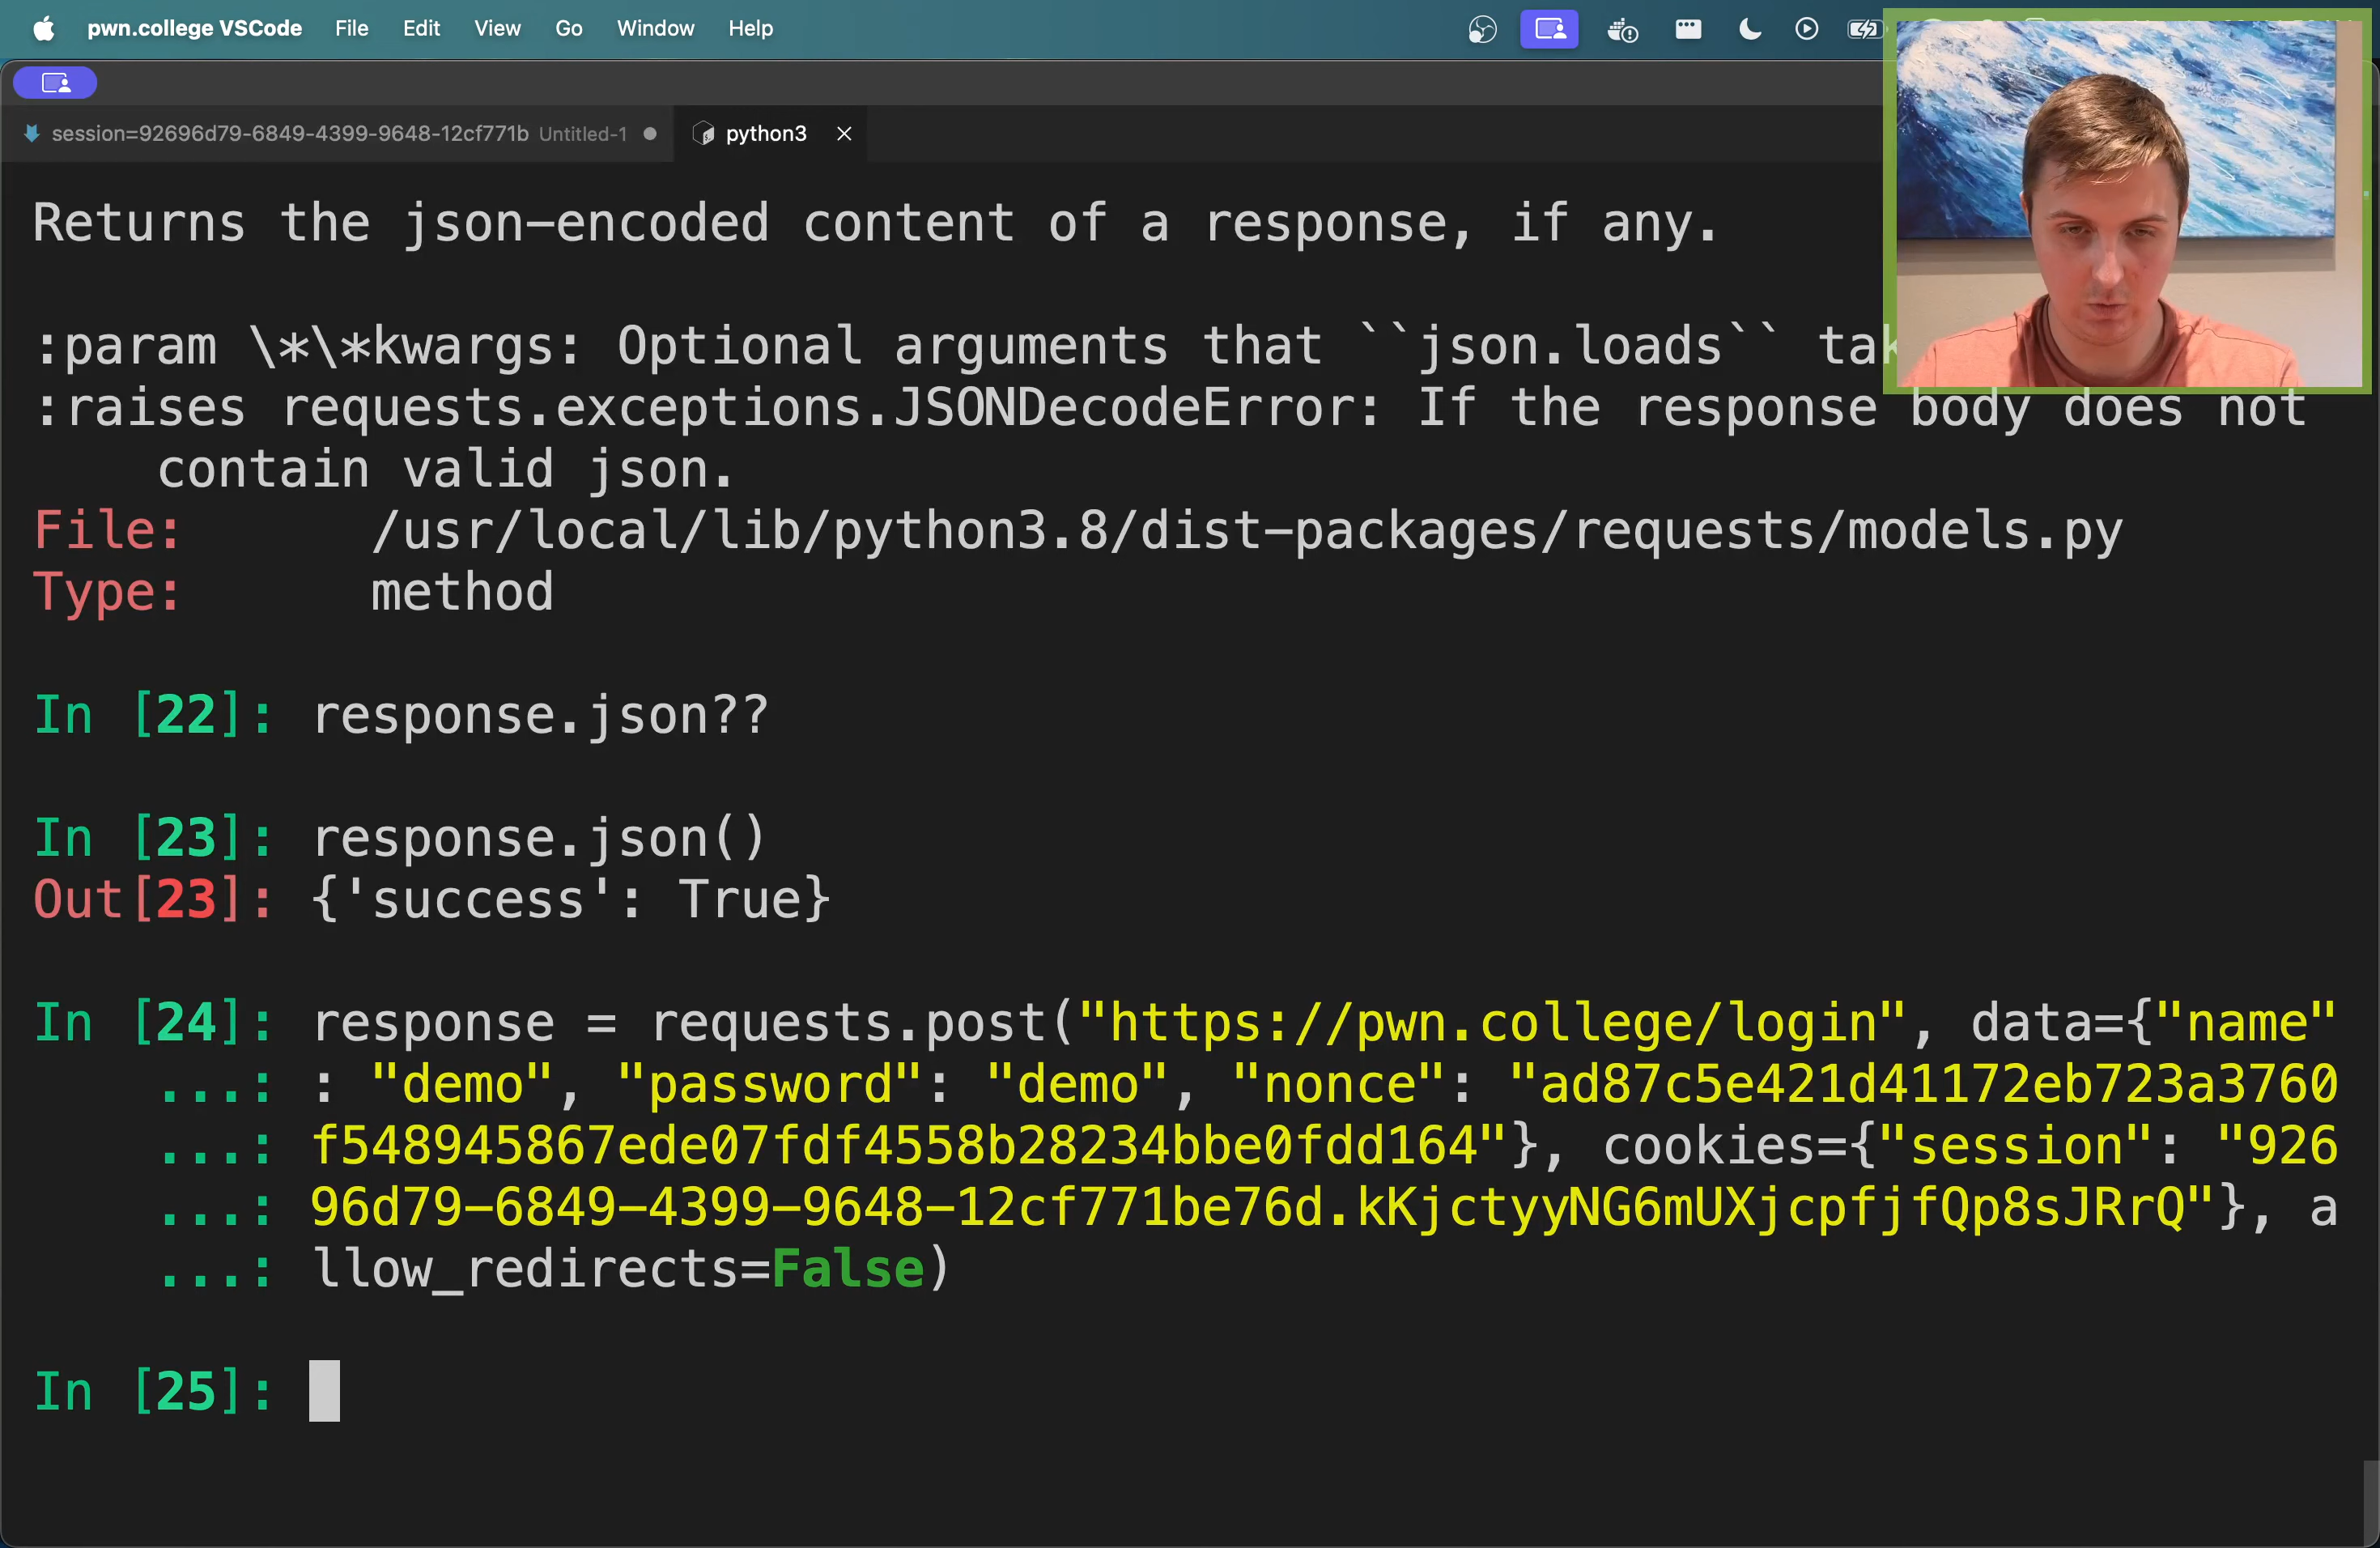 pwn.college VSCode File Edit View Go Window Help
session=92696d79-6849-4399-9648-12cf771b Untitled-1 python3
Returns the json-encoded content of a response, if any.
:param \*\*kwargs: Optional arguments that ``json.loads``
:raises requests.exceptions.JSONDecodeError: If the response body does not
contain valid json.
File: /usr/local/lib/python3.8/dist-packages/requests/models.py
Type: method
In [22]: response.json??
In [23]: response.json()
Out[23]: {'success': True}
In [24]: response = requests.post("https://pwn.college/login", data={"name"
...: : "demo", "password": "demo", "nonce": "ad87c5e421d41172eb723a3760
...: f548945867ede07fdf4558b28234bbe0fdd164"}, cookies={"session": "926
...: 96d79-6849-4399-9648-12cf771be76d.kKjctyyNG6mUXjcpfjfQp8sJRrQ"}, a
...: llow_redirects=False)
In [25]: